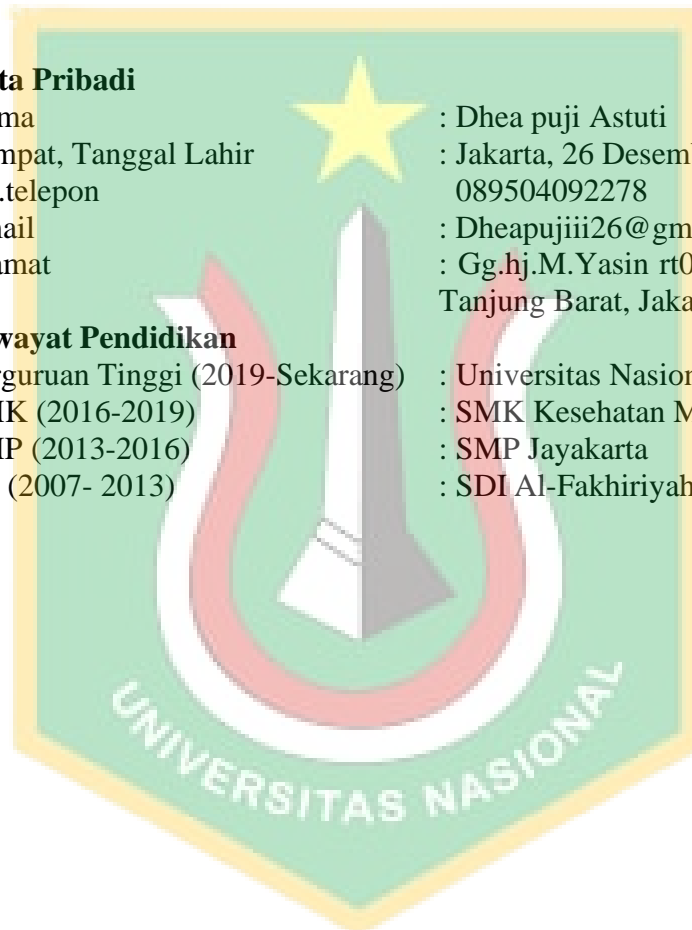 ta Pribadi
ma : Dhea puji Astuti
mpat, Tanggal Lahir : Jakarta, 26 Desemb
.telepon 089504092278
ail : Dheapujiii26@gm
amat : Gg.hj.M.Yasin rt0
Tanjung Barat, Jaka
wayat Pendidikan
rguruan Tinggi (2019-Sekarang) : Universitas Nasion
IK (2016-2019) : SMK Kesehatan M
IP (2013-2016) : SMP Jayakarta
(2007- 2013) : SDI Al-Fakhiriyah
UNIVERSITAS NASIONAL